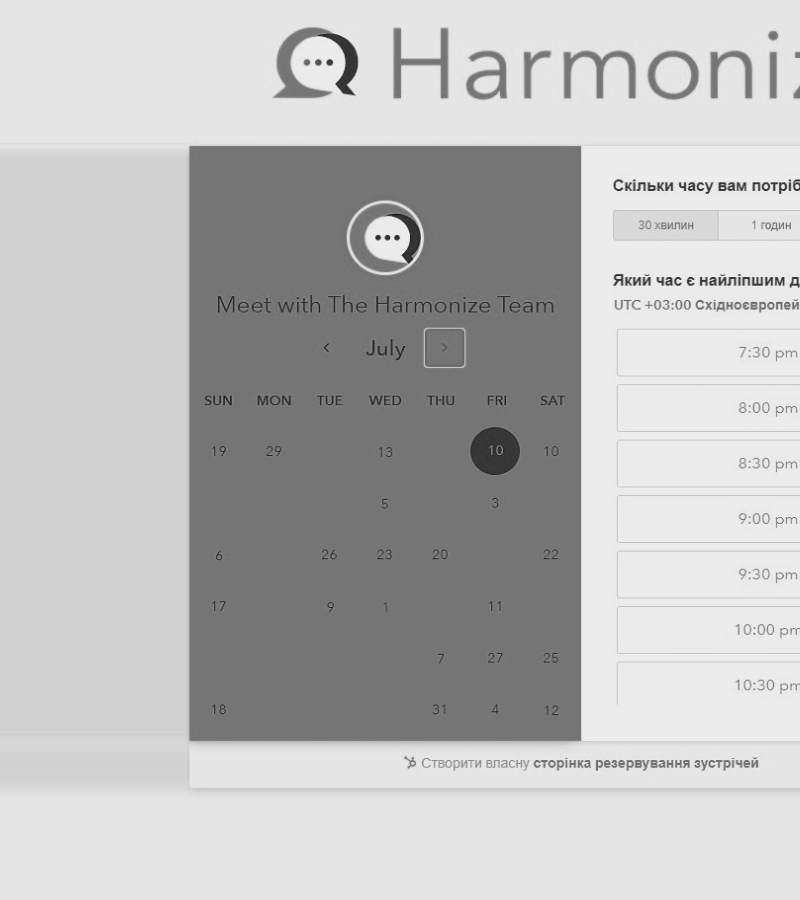 Harmoniz
Meet with The Harmonize Team
July
SUN MON TUE WED THU FRI SAT
19 29 13 10 10
5 3
6 26 23 20 22
17 9 1 11
7 27 25
18 31 4 12
Скільки часу вам потріб
30 хвилин 1 годин
Який час є найліпшим д
UTC +03:00 Східноєвропей
7:30 pm
8:00 pm
8:30 pm
9:00 pm
9:30 pm
10:00 pm
10:30 pm
Створити власну сторінка резервування зустрічей